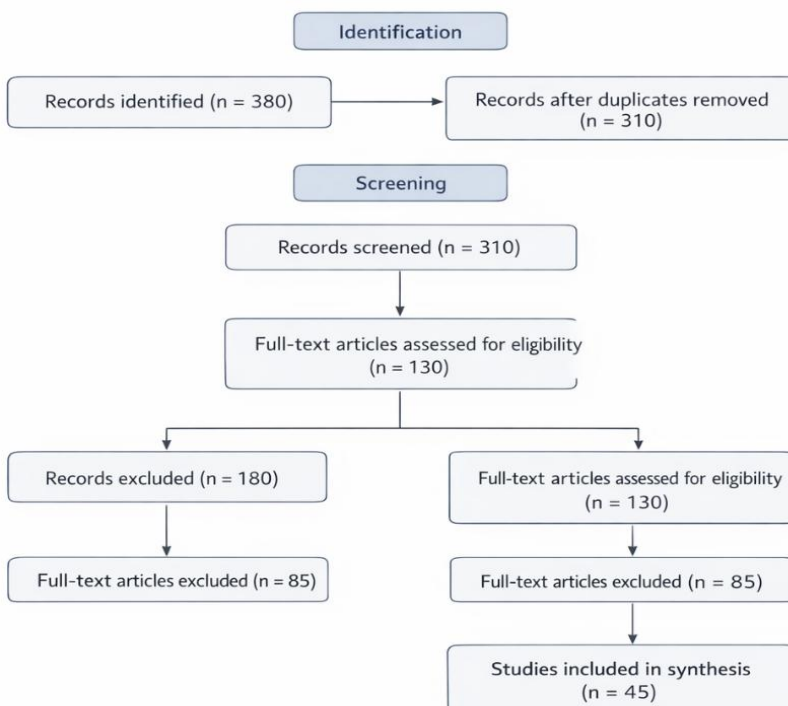 Identification
Records identified (n = 380)
Records after duplicates removed
(n = 310)
Screening
Records screened (n = 310)
Full-text articles assessed for eligibility
(n = 130)
Records excluded (n = 180)
Full-text articles assessed for eligibility
(n = 130)
Full-text articles excluded (n = 85)
Full-text articles excluded (n = 85)
Studies included in synthesis
(n = 45)